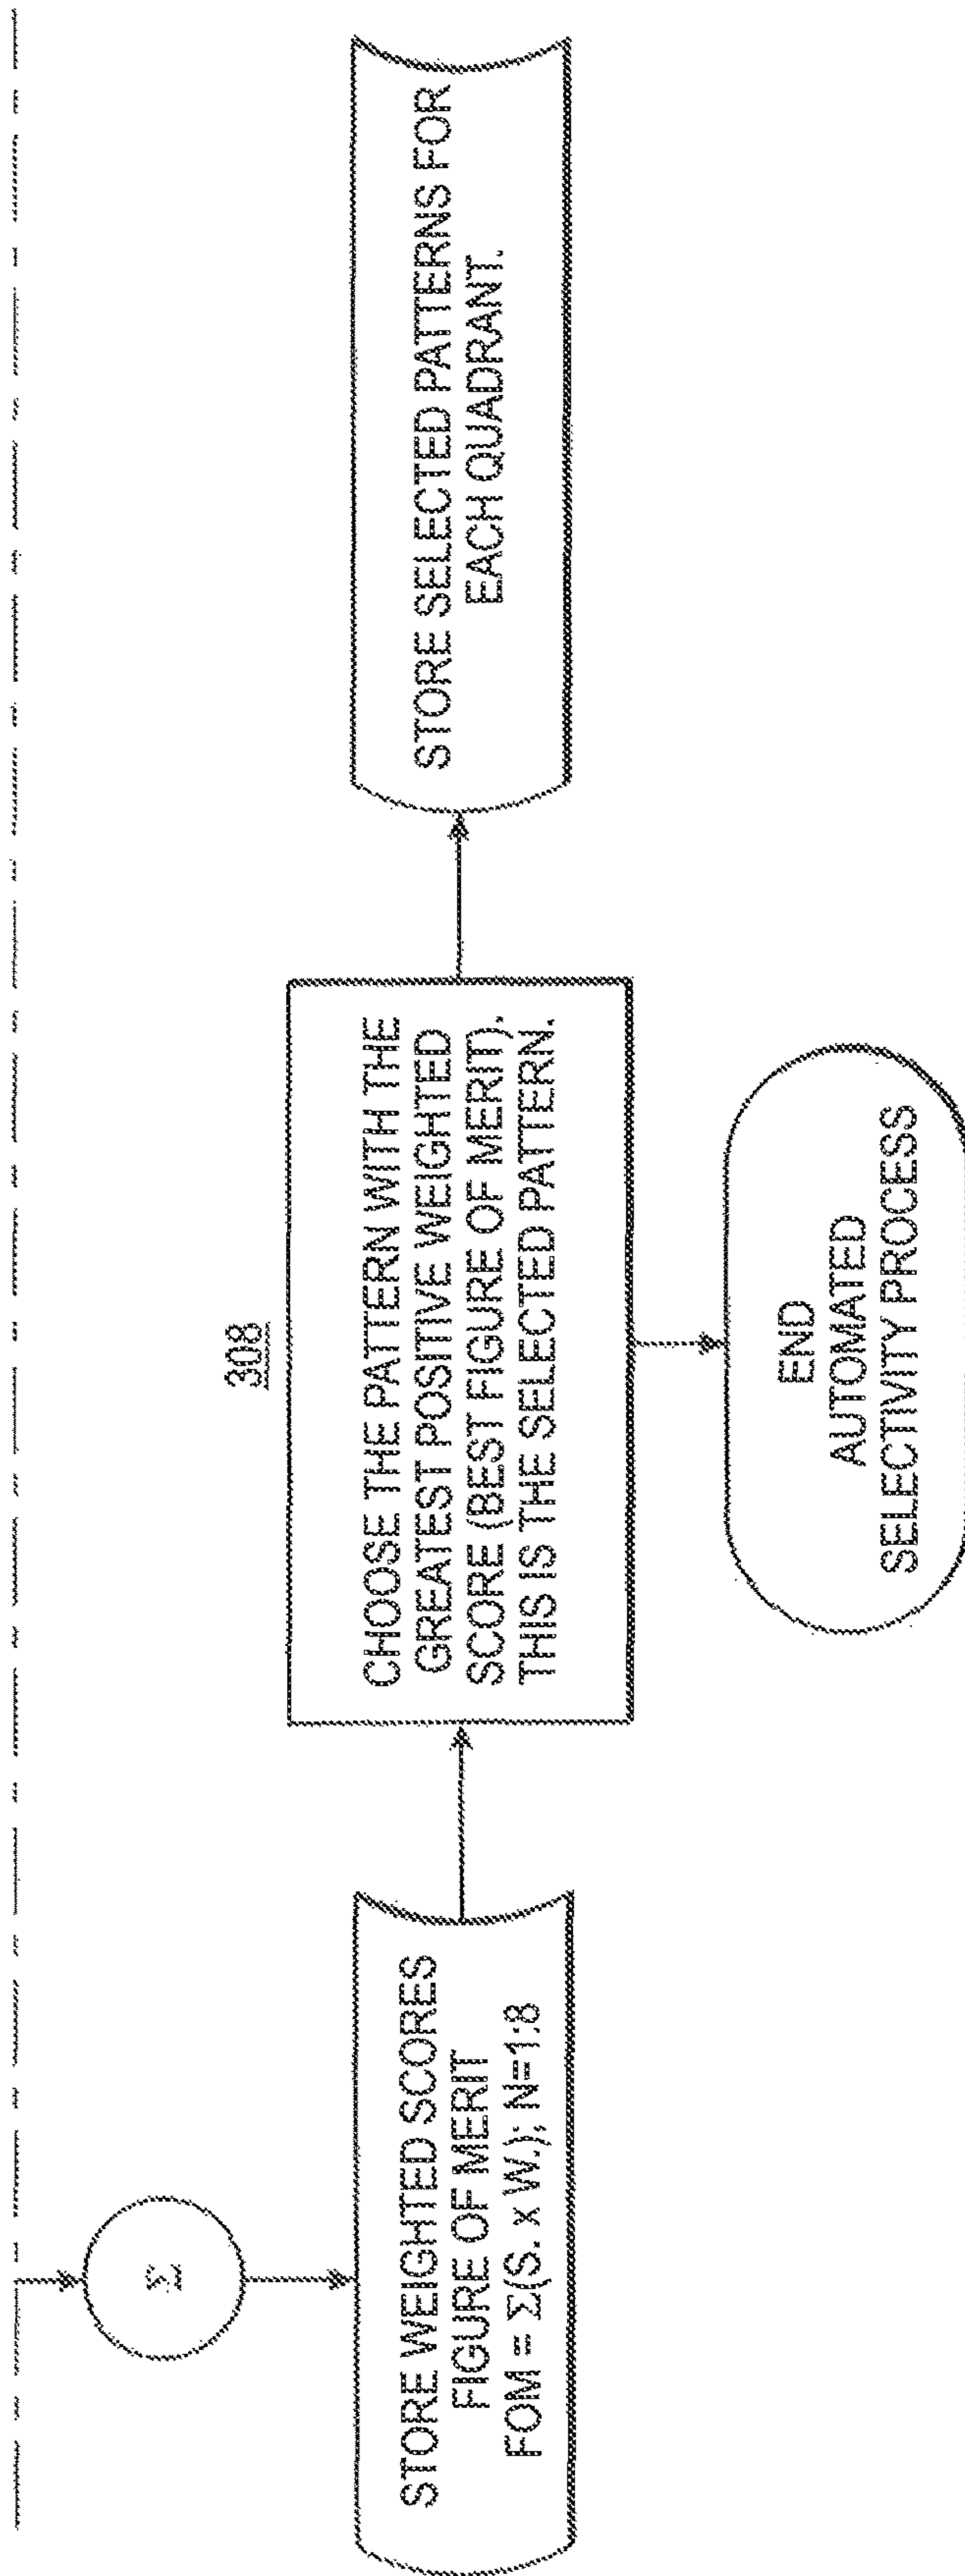 Σ
STORE WEIGHTED SCORES
FIGURE OF MERIT
FOM = Σ(S. x W.); N=1:8
308
CHOOSE THE PATTERN WITH THE
GREATEST POSITIVE WEIGHTED
SCORE (BEST FIGURE OF MERIT).
THIS IS THE SELECTED PATTERN.
STORE SELECTED PATTERNS FOR
EACH QUADRANT.
END
AUTOMATED
SELECTIVITY PROCESS